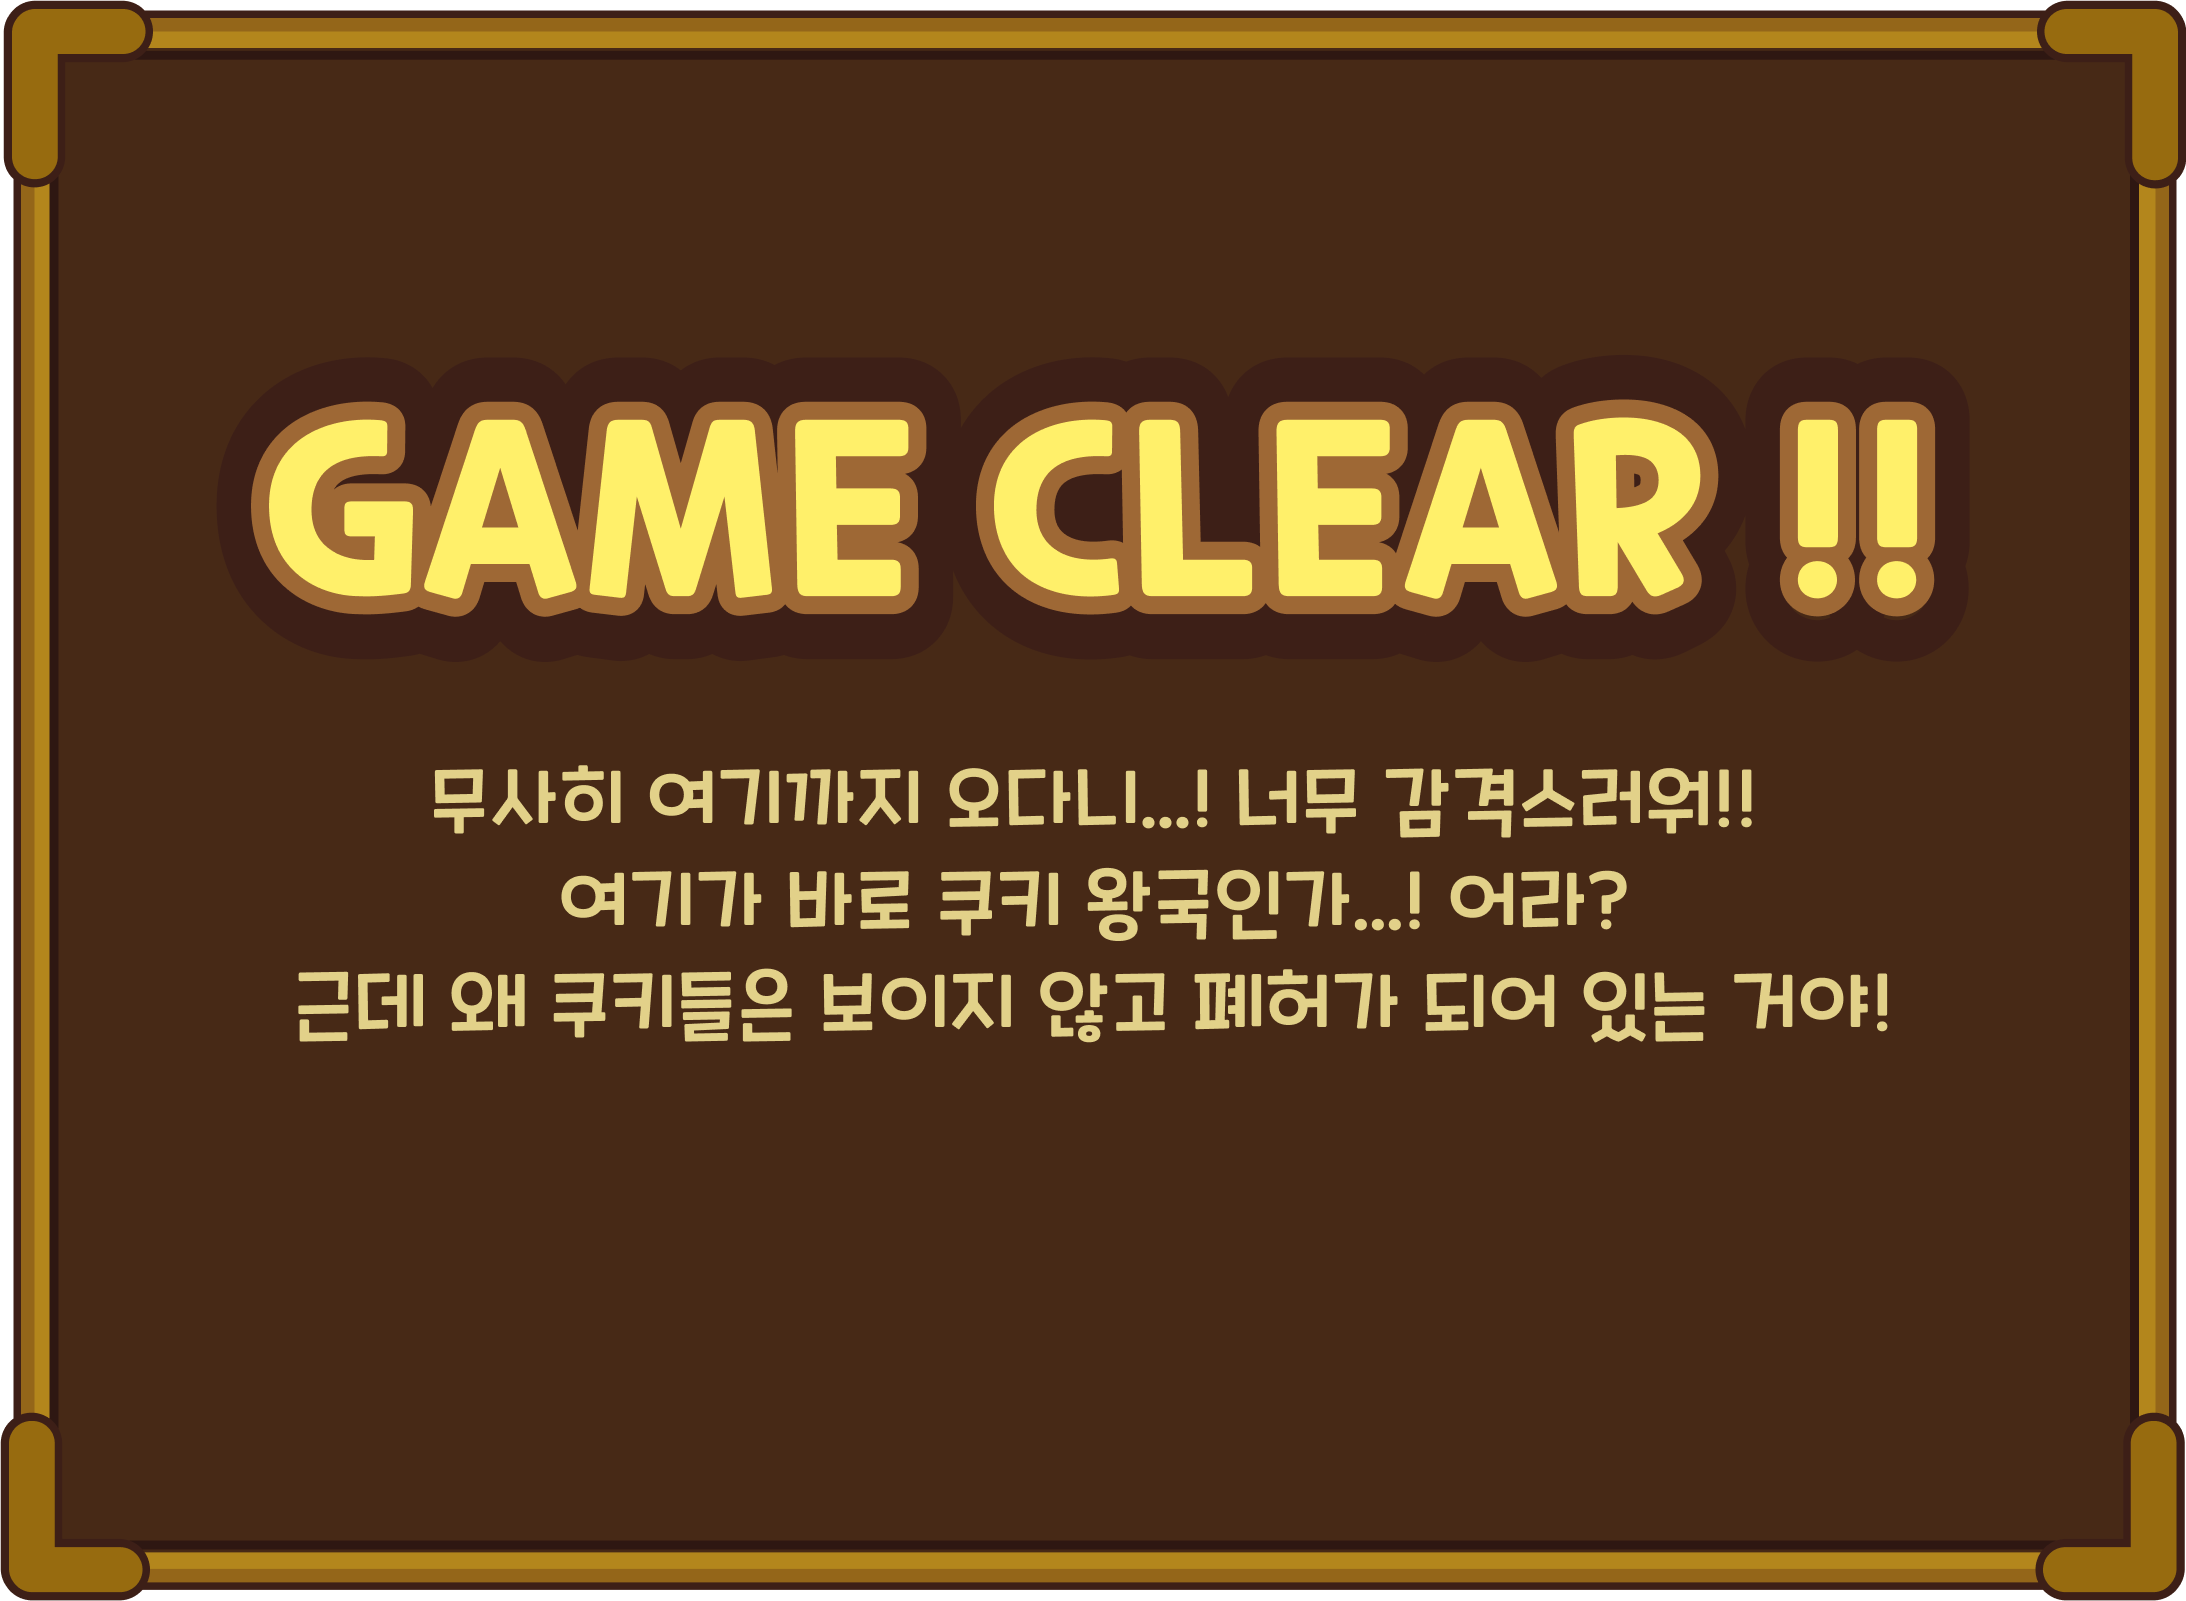 GAME CLEAR !!
무사히 여기까지 오다니...! 너무 감격스러워!!
여기가 바로 쿠키 왕국인가...! 어라?
근데 왜 쿠키들은 보이지 않고 폐허가 되어 있는 거야!